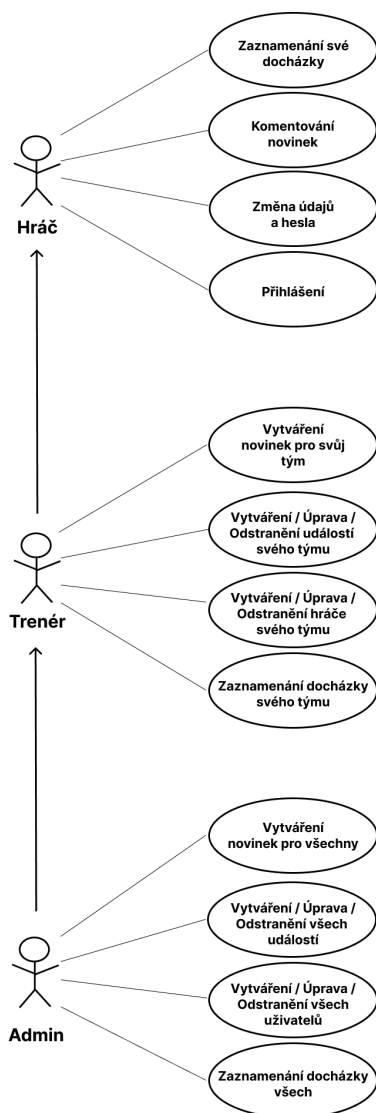 Zaznamenání své
docházky
Komentování
novinek
Hráč
Změna údajů
a hesla
Přihlášení
Vytváření
novinek pro svůj
tým
Vytváření / Úprava /
Odstranění událostí
svého týmu
Trenér
Vytváření / Úprava /
Odstranění hráče
svého týmu
Zaznamenání docházky
svého týmu
Vytváření
novinek pro všechny
Vytváření / Úprava /
Odstranění všech
událostí
Admin
Vytváření / Úprava /
Odstranění všech
uživatelů
Zaznamenání docházky
všech